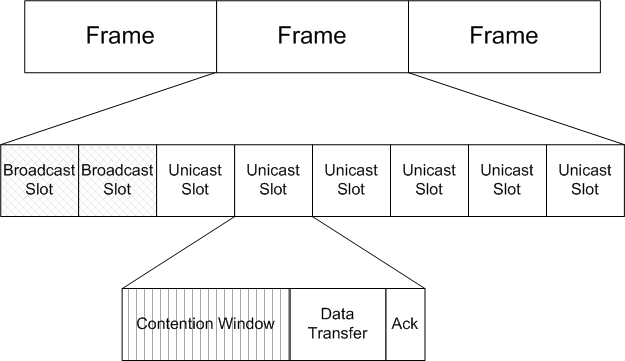 Frame Frame Frame
Broadcast Broadcast Unicast Unicast Unicast Unicast Unicast Unicast
Slot Slot Slot Slot Slot Slot Slot Slot
Contention Window
Data
Transfer
Ack